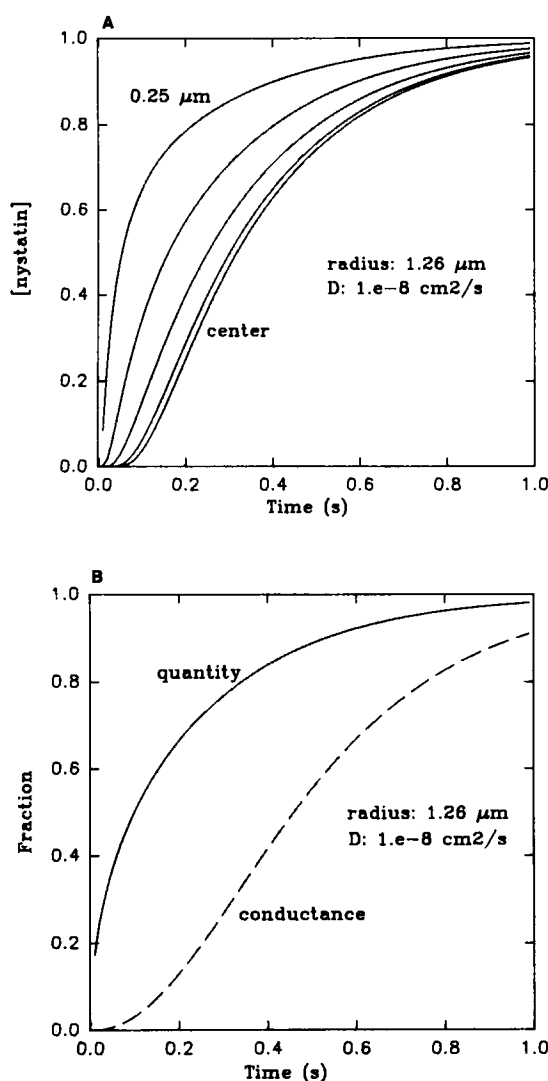 A
1.0
0.8
0.6
0.4
0.2
0.0
[nystatin]
0.25 μm
radius: 1.26 μm
D: 1.e-8 cm2/s
center
0.0 0.2 0.4 0.6 0.8 1.0
Time (s)
B
1.0
0.8
0.6
0.4
0.2
0.0
Fraction
quantity
radius: 1.26 μm
D: 1.e-8 cm2/s
conductance
0.0 0.2 0.4 0.6 0.8 1.0
Time (s)